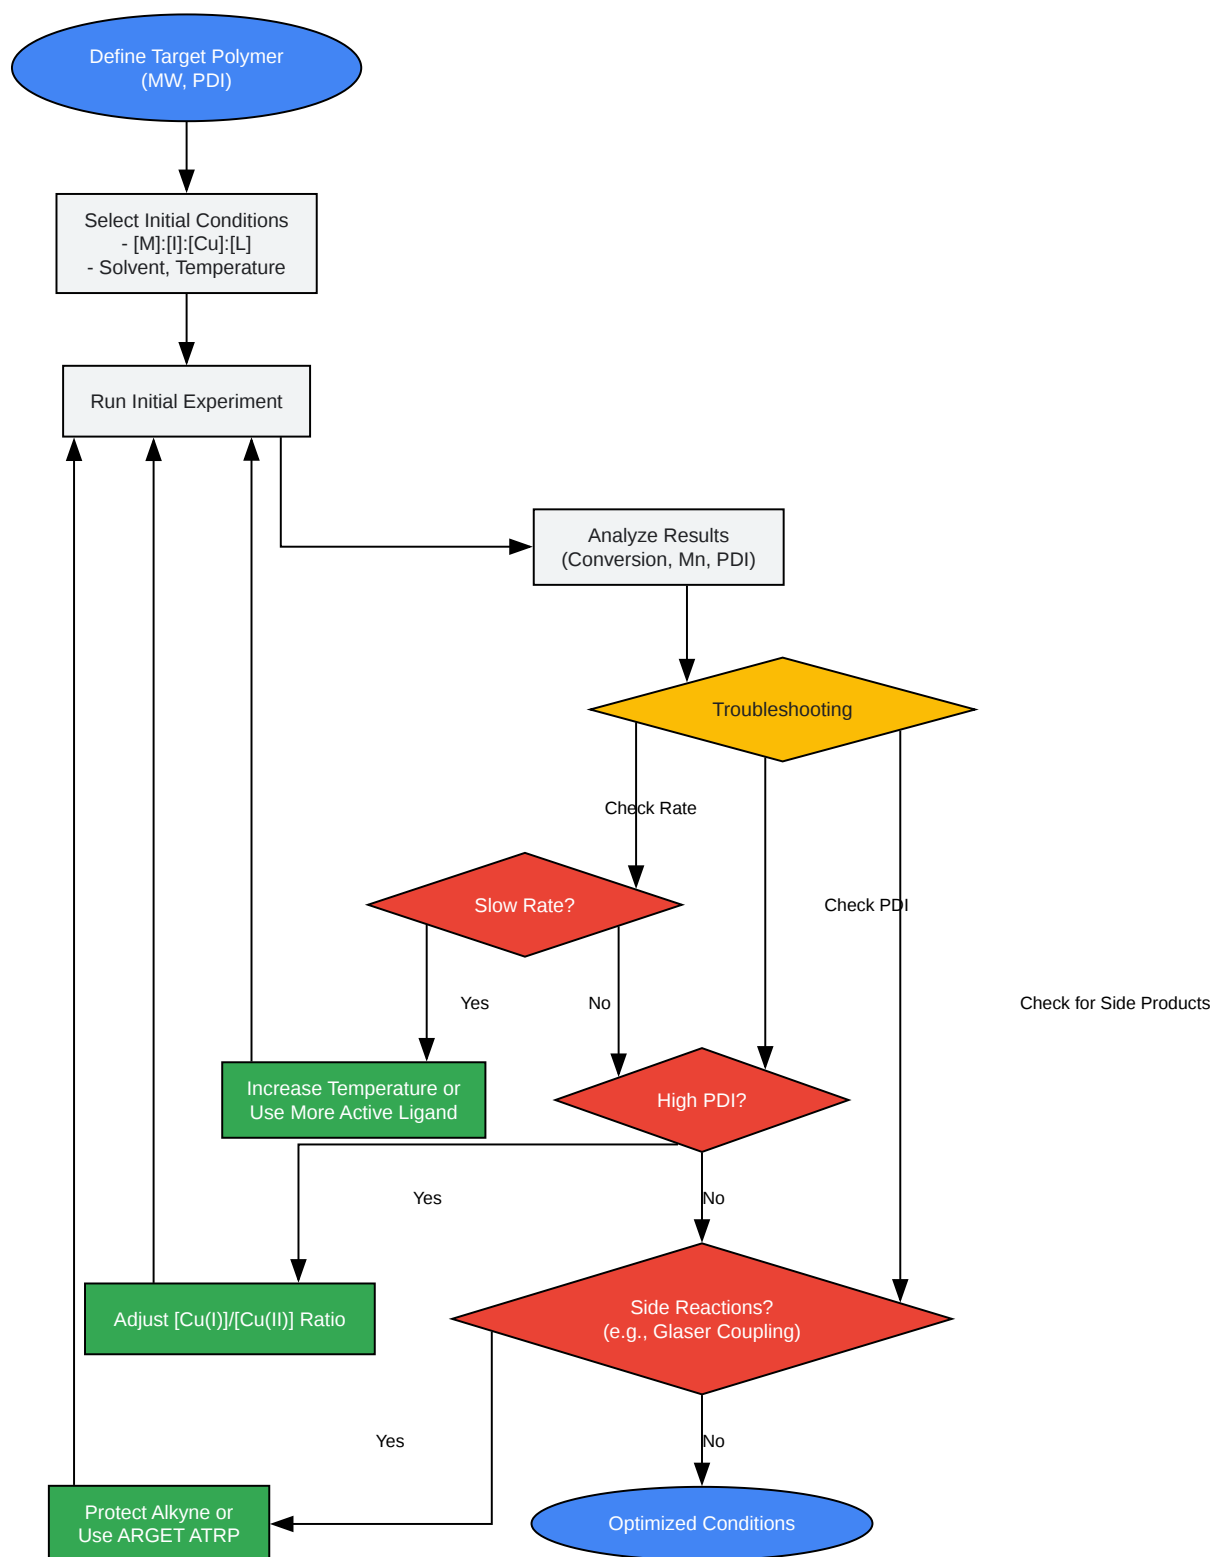 Define Target Polymer
(MW, PDI)
Select Initial Conditions
- [M]:[I]:[Cu]:[L]
- Solvent, Temperature
Run Initial Experiment
Analyze Results
(Conversion, Mn, PDI)
Troubleshooting
Check Rate
Slow Rate?
Check PDI
Yes
No
Check for Side Products
Increase Temperature or
Use More Active Ligand
High PDI?
Yes
No
Adjust [Cu(I)]/[Cu(II)] Ratio
Side Reactions?
(e.g., Glaser Coupling)
Yes
No
Protect Alkyne or
Use ARGET ATRP
Optimized Conditions